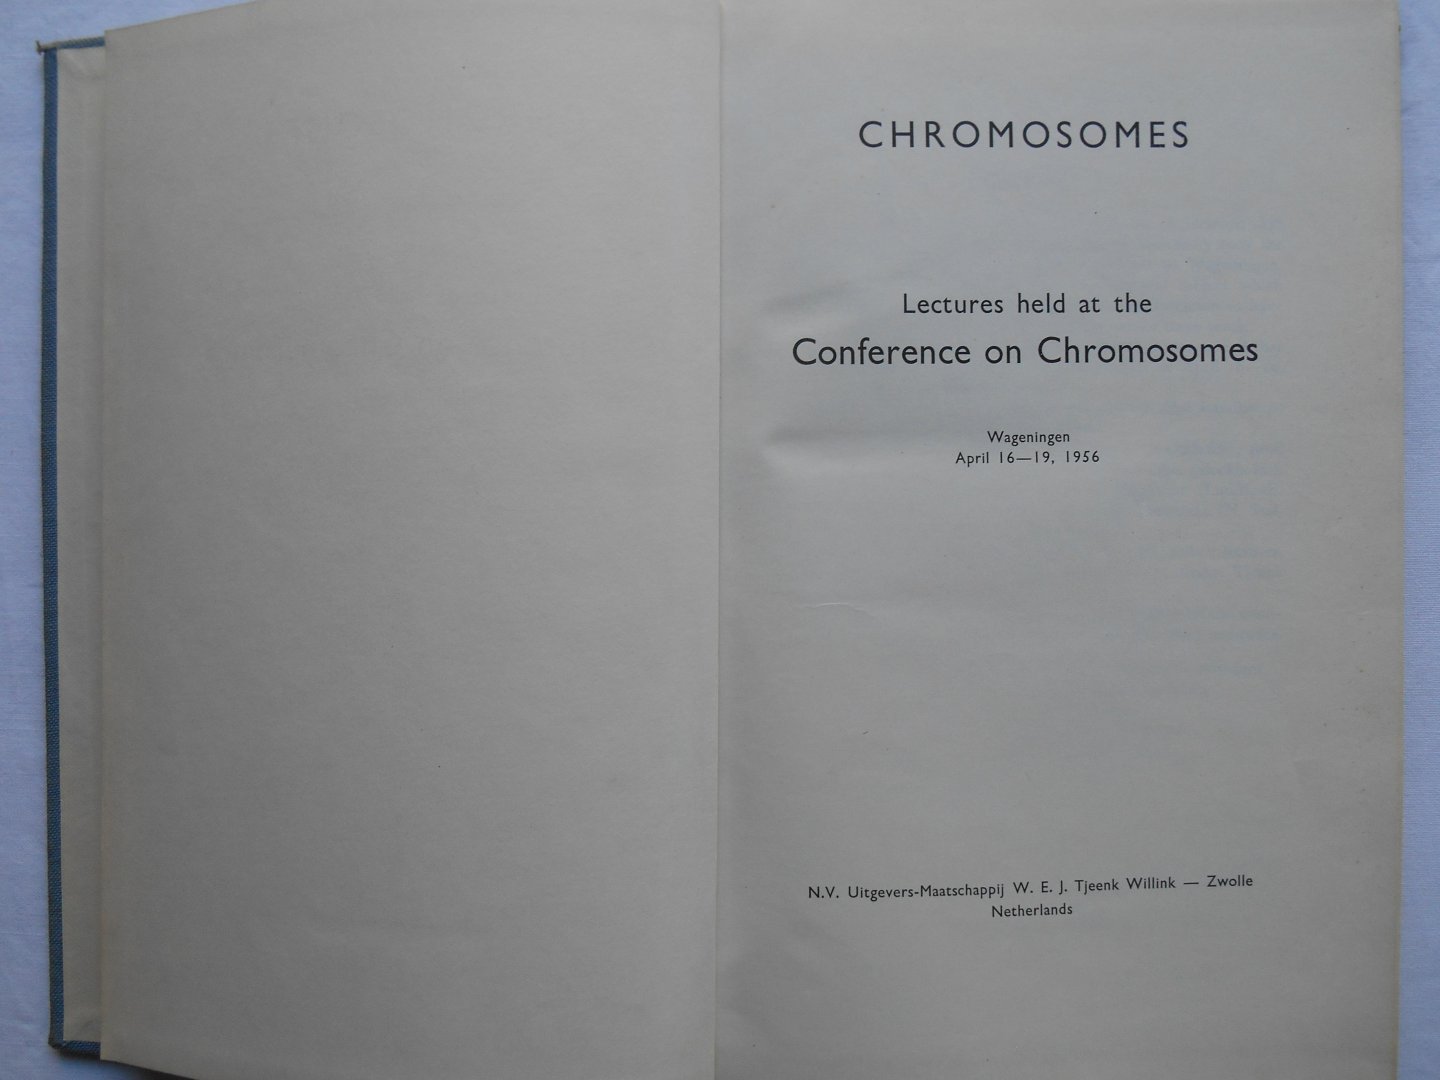 CHROMOSOMES
Lectures held at the
Conference on Chromosomes
Wageningen
April 16—19, 1956
N.V. Uitgevers-Maatschappij W. E. J. Tjeenk Willink — Zwolle
Netherlands